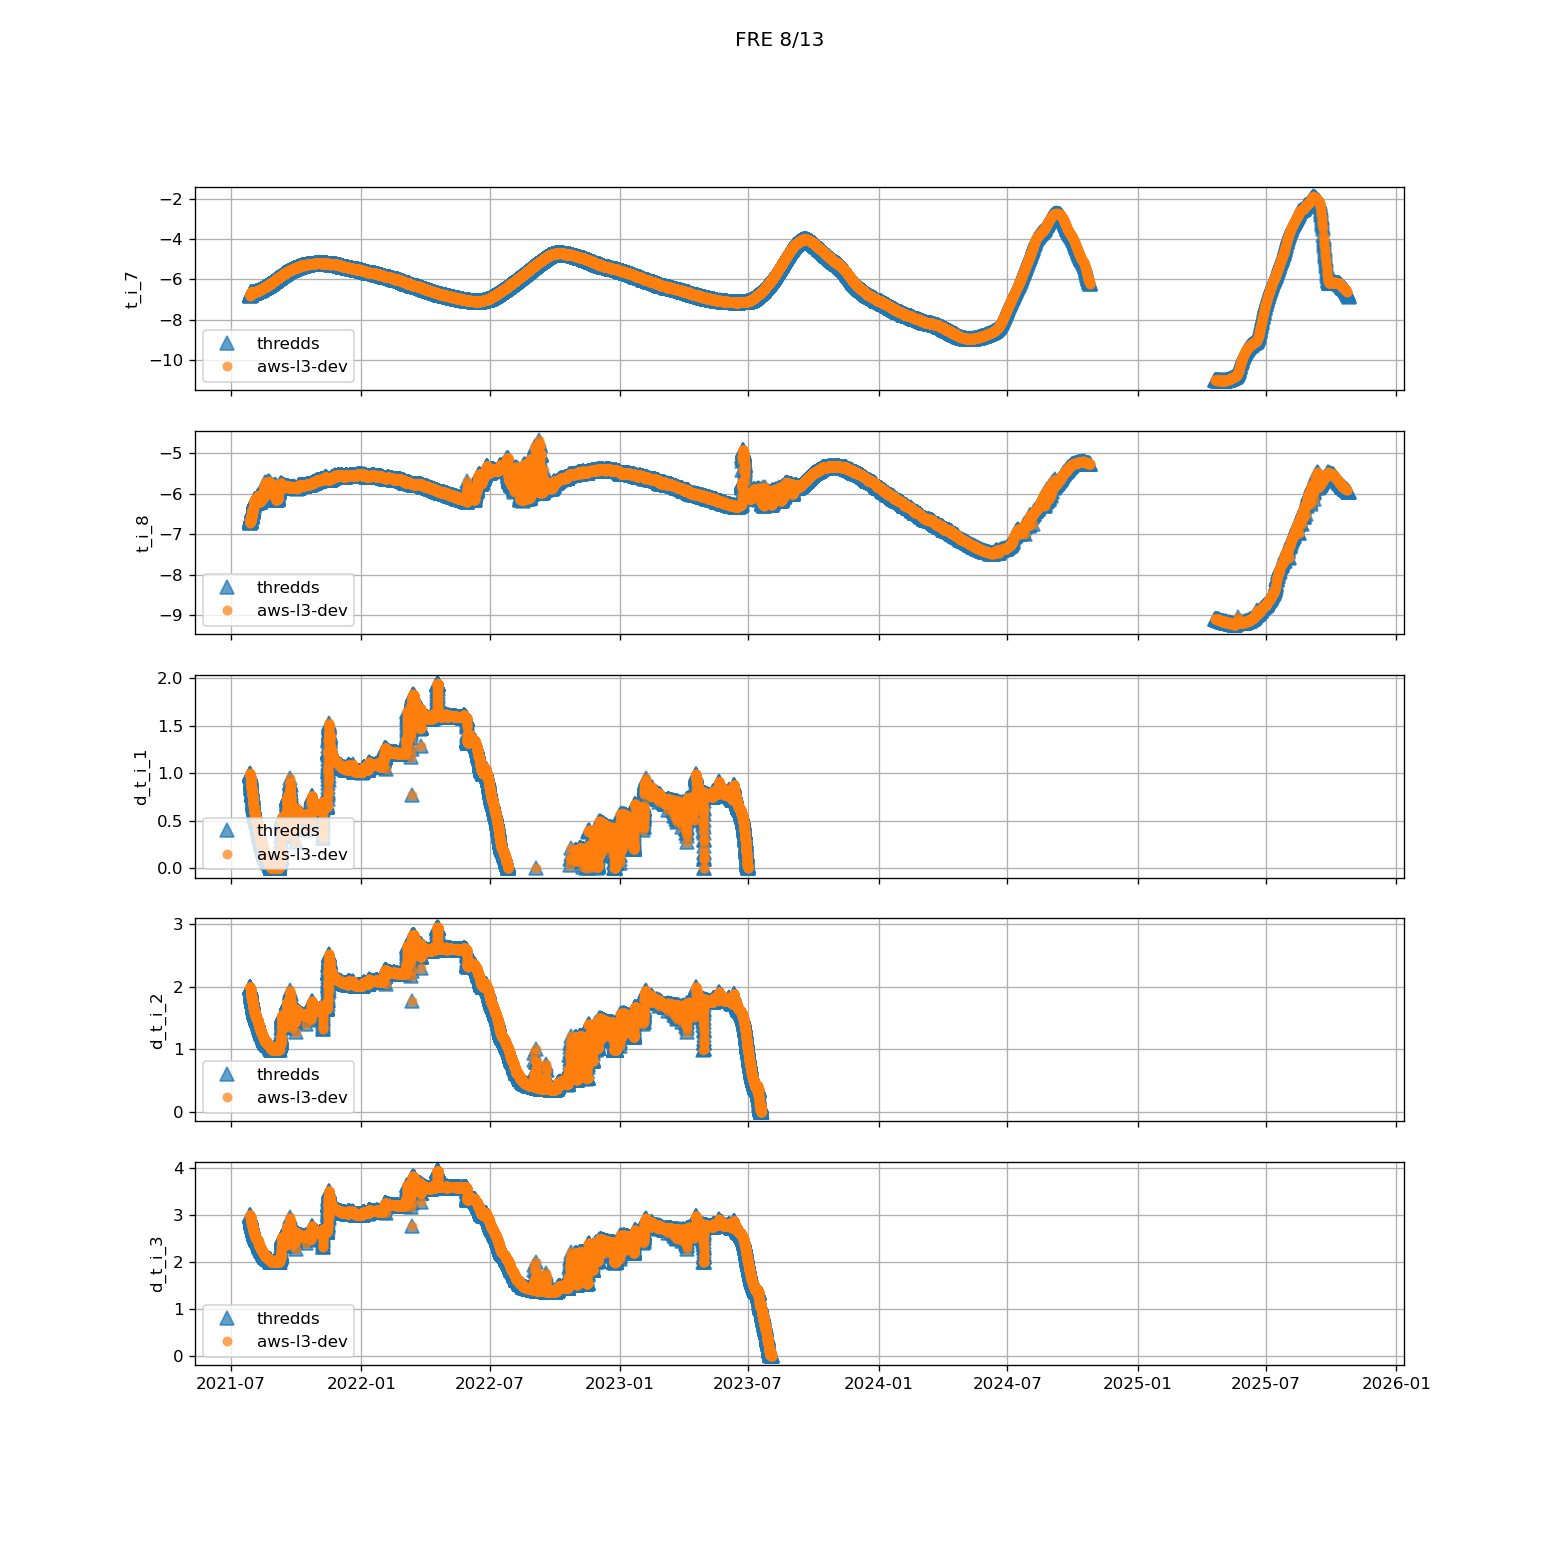 FRE 8/13
−2
−4
−6
−8
−10
t_i_7
thredds
aws-l3-dev
−5
−6
−7
−8
−9
t_i_8
thredds
aws-l3-dev
2.0
1.5
1.0
0.5
0.0
d_t_i_1
thredds
aws-l3-dev
3
2
1
0
d_t_i_2
thredds
aws-l3-dev
4
3
2
1
0
d_t_i_3
thredds
aws-l3-dev
2021-07 2022-01 2022-07 2023-01 2023-07 2024-01 2024-07 2025-01 2025-07 2026-01